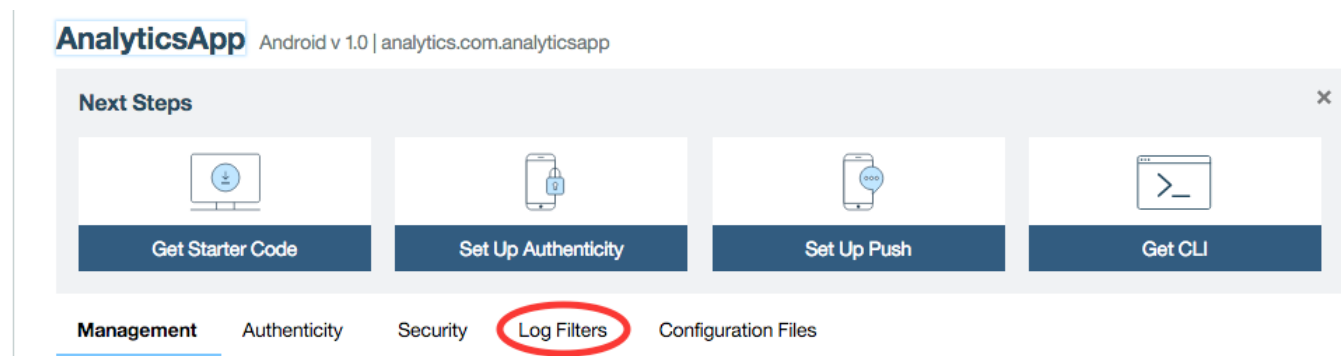 AnalyticsApp Android v 1.0 | analytics.com.analyticsapp
Next Steps ×
Get Starter Code Set Up Authenticity Set Up Push Get CLI
Management Authenticity Security Log Filters Configuration Files